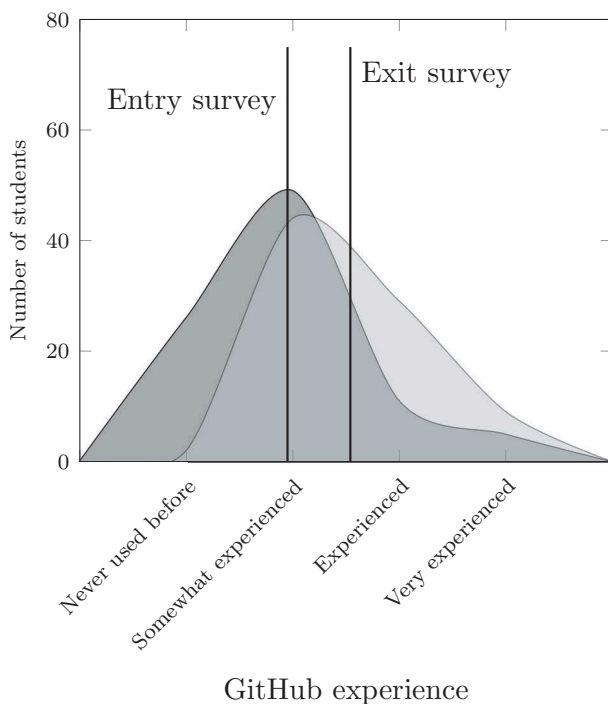 80
60
40
20
0
Number of students
Entry survey
Exit survey
Never used before
Somewhat experienced
Experienced
Very experienced
GitHub experience